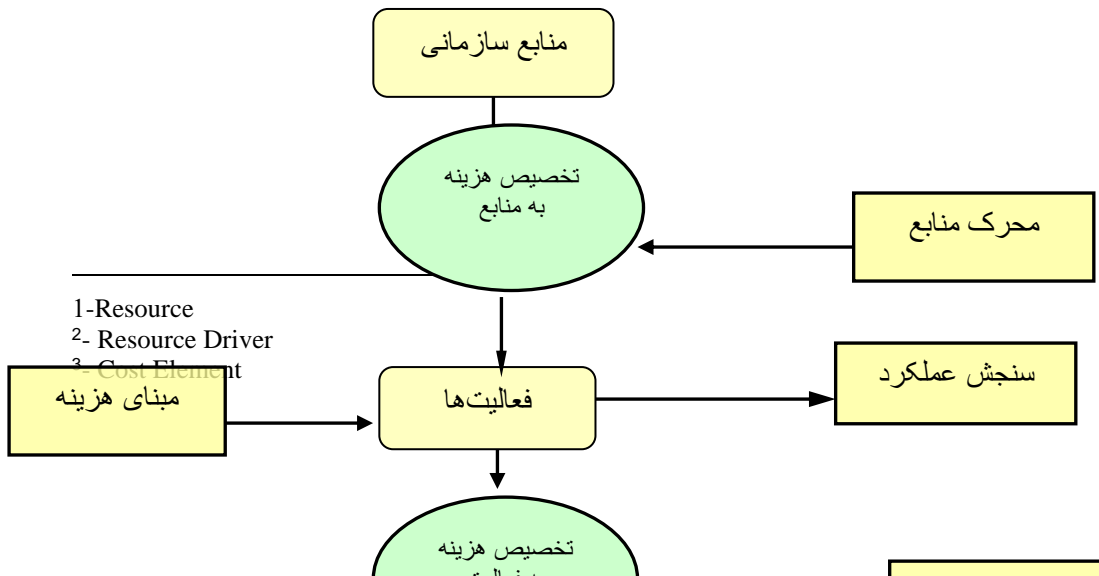 منابع سازمانی
تخصیص هزینه
به منابع
محرک منابع
1-Resource
2- Resource Driver
3- Cost Element
سنجش عملکرد
مبنای هزینه
فعالیت‌ها
تخصیص هزینه